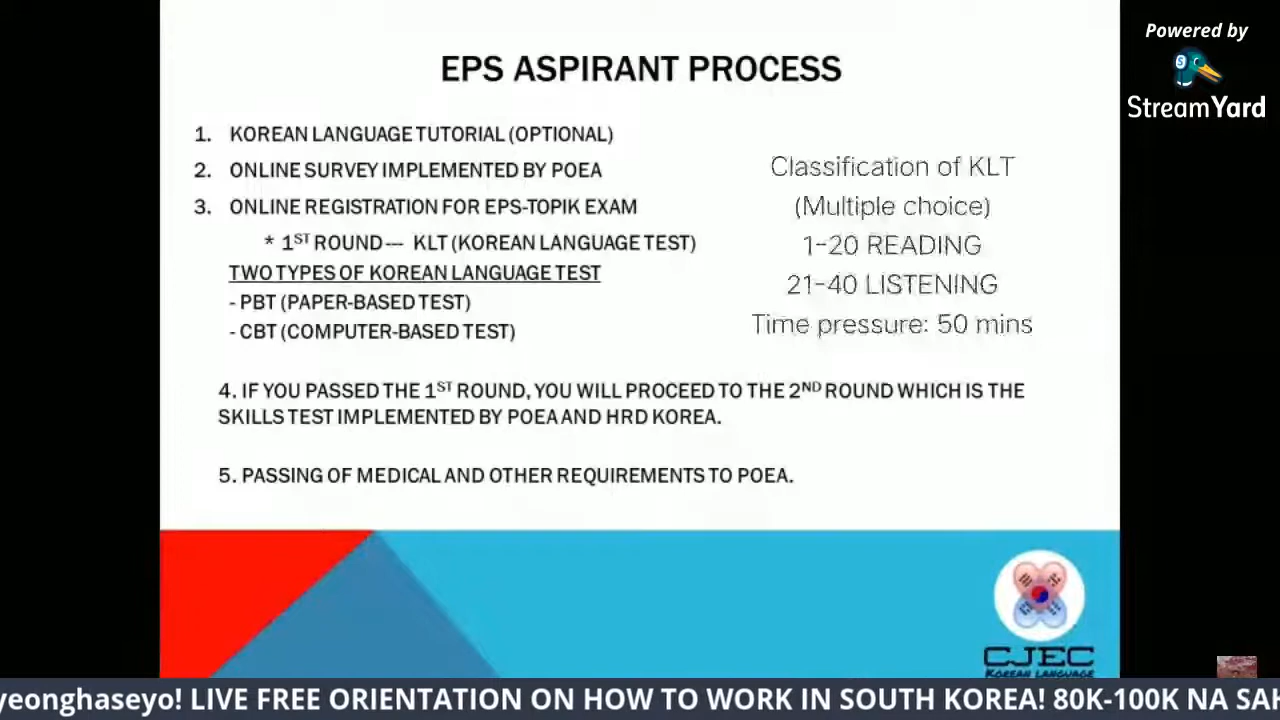 Powered by
StreamYard
EPS ASPIRANT PROCESS
1. KOREAN LANGUAGE TUTORIAL (OPTIONAL)
2. ONLINE SURVEY IMPLEMENTED BY POEA
3. ONLINE REGISTRATION FOR EPS-TOPIK EXAM
* 1ST ROUND--- KLT (KOREAN LANGUAGE TEST)
TWO TYPES OF KOREAN LANGUAGE TEST
- PBT (PAPER-BASED TEST)
- CBT (COMPUTER-BASED TEST)
Classification of KLT
(Multiple choice)
1-20 READING
21-40 LISTENING
Time pressure: 50 mins
4. IF YOU PASSED THE 1ST ROUND, YOU WILL PROCEED TO THE 2ND ROUND WHICH IS THE
SKILLS TEST IMPLEMENTED BY POEA AND HRD KOREA.
5. PASSING OF MEDICAL AND OTHER REQUIREMENTS TO POEA.
CJEC
KOREAN LANGUAGE
yeonghaseyo! LIVE FREE ORIENTATION ON HOW TO WORK IN SOUTH KOREA! 80K-100K NA SAH